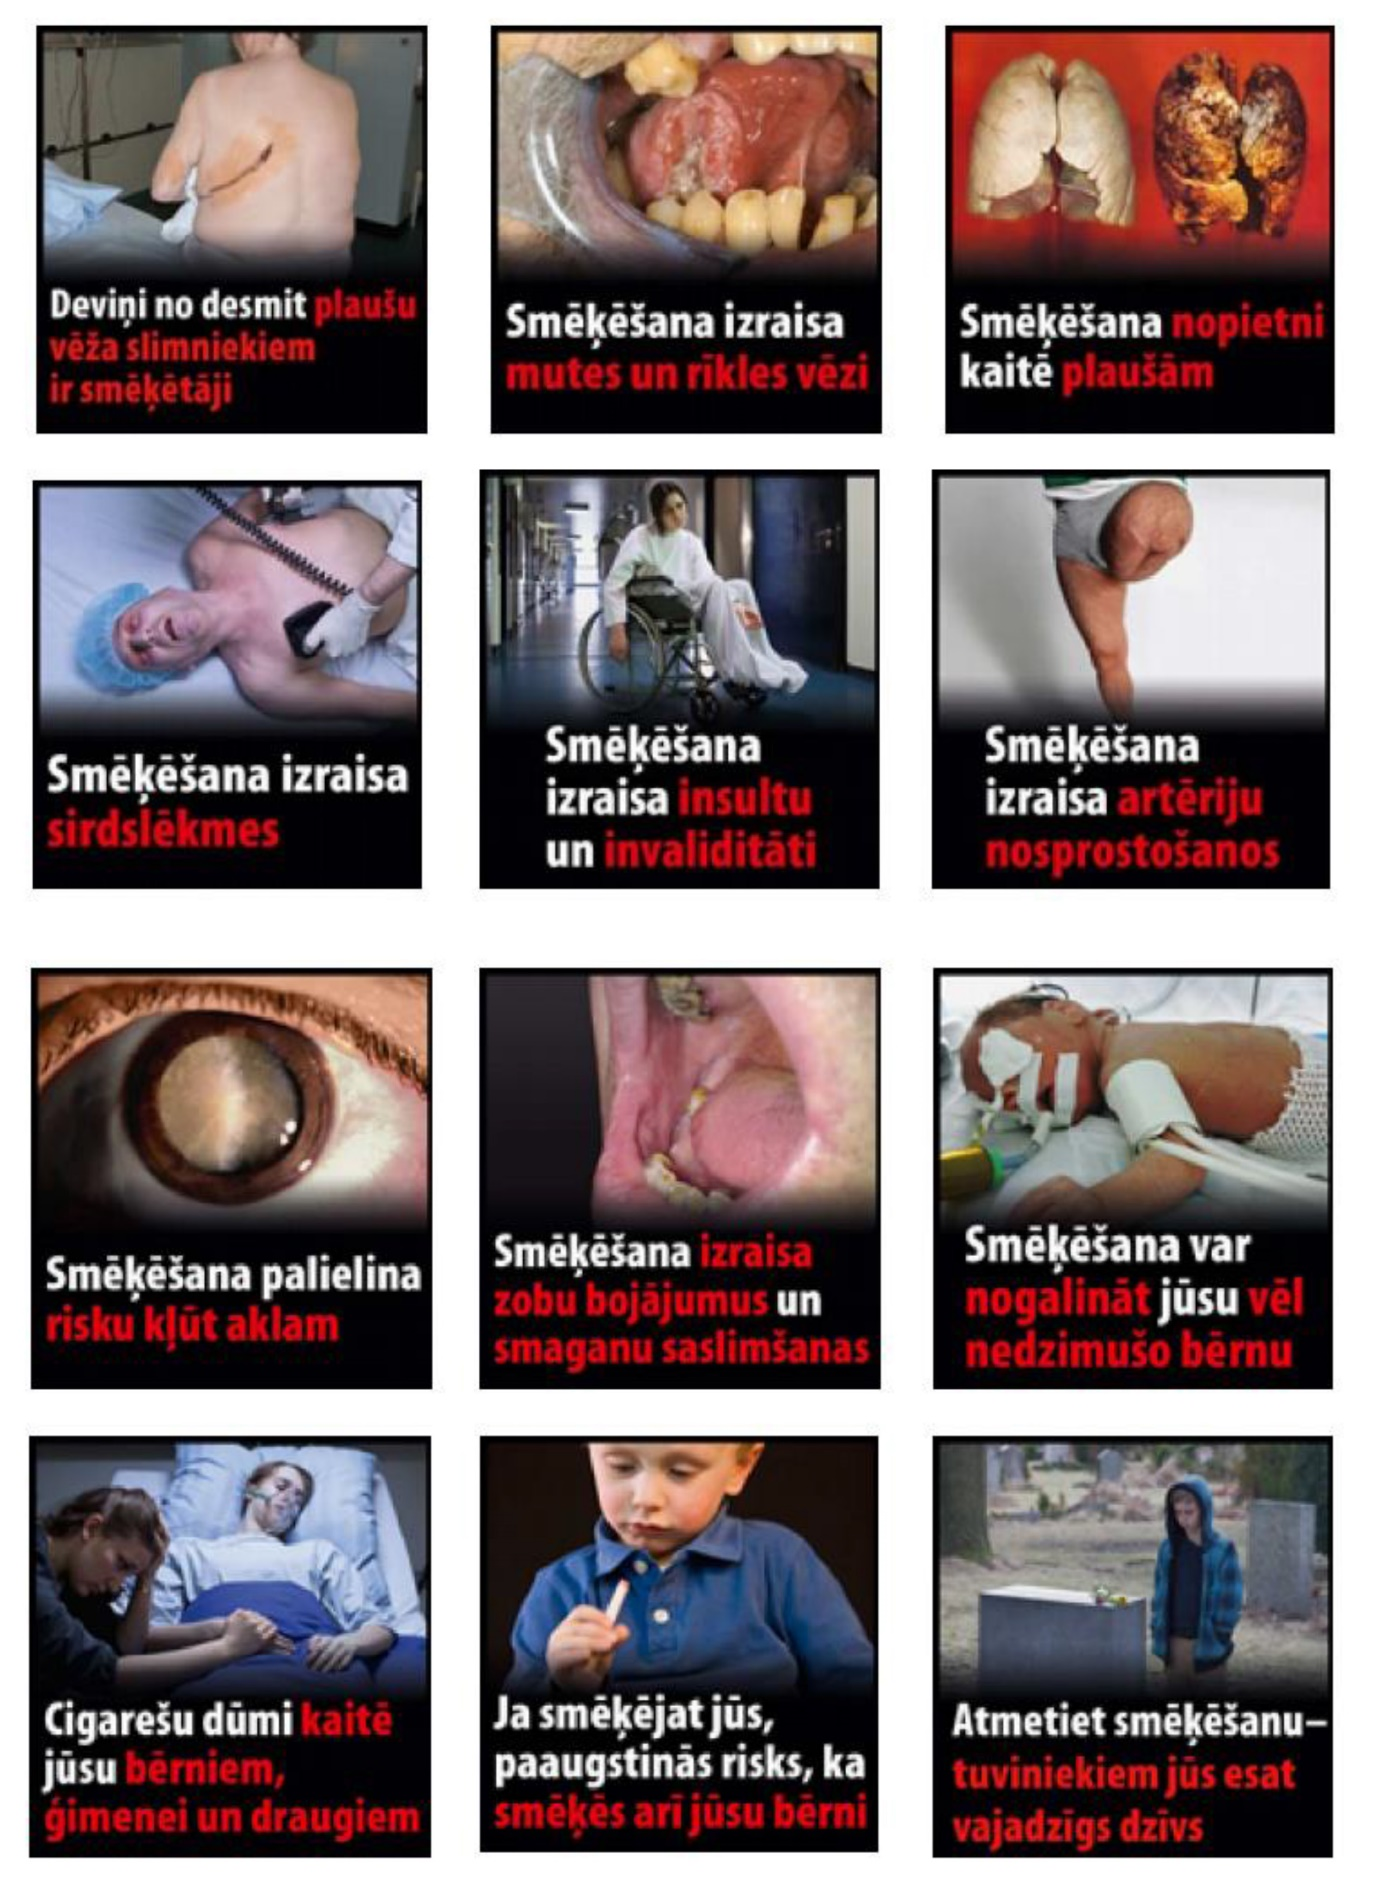 Deviņi no desmit plaušu
vēža slimniekiem
ir smēķētāji
Smēķēšana izraisa
mutes un rīkles vēzi
Smēķēšana nopietni
kaitē plaušām
Smēķēšana izraisa
sirdslēkmes
Smēķēšana
izraisa insultu
un invaliditāti
Smēķēšana
izraisa artēriju
nosprostošanos
Smēķēšana palielina
risku kļūt aklam
Smēķēšana izraisa
zobu bojājumus un
smaganu saslimšanas
Smēķēšana var
nogalināt jūsu vēl
nedzimušo bērnu
Cigarešu dūmi kaitē
jūsu bērniem,
ģimenei un draugiem
Ja smēķējat jūs,
paaugstinās risks, ka
smēķēs arī jūsu bērni
Atmetiet smēķēšanu–
tuviniekiem jūs esat
vajadzīgs dzīvs